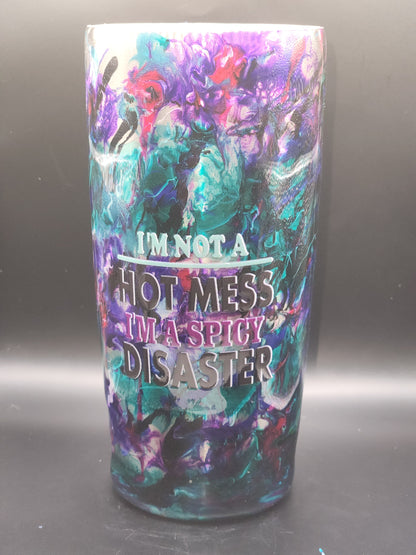 I'M NOT A
HOT MESS,
I'M A SPICY
DISASTER